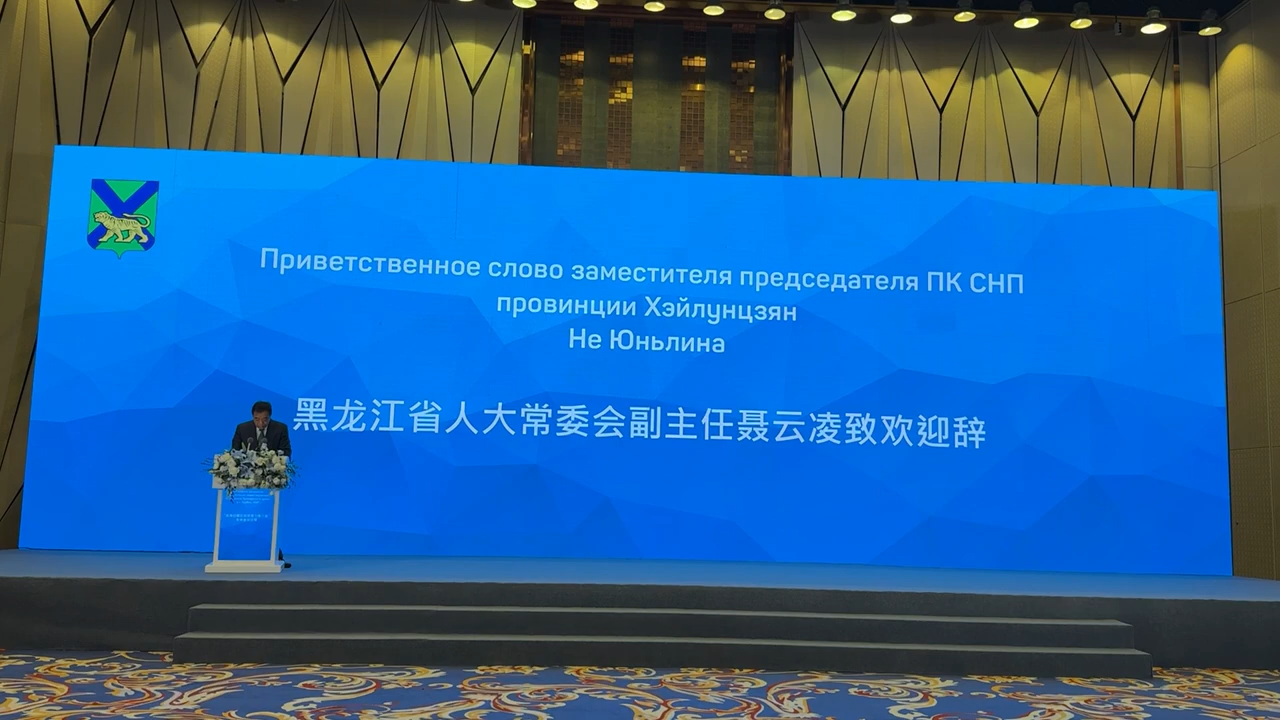 Приветственное слово заместителя председателя ПК СНП
провинции Хэйлунцзян
Не Юньлина
黑龙江省人大常委会副主任聂云凌致欢迎辞